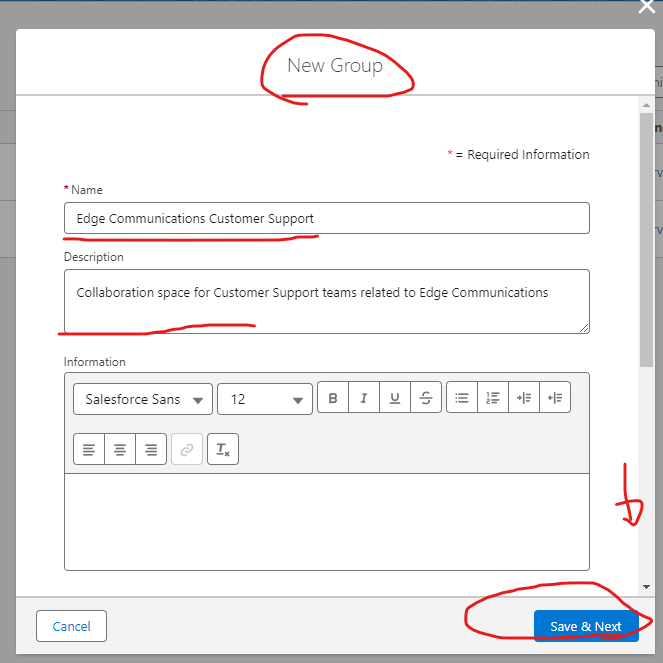 New Group
* = Required Information
* Name
Edge Communications Customer Support
Description
Collaboration space for Customer Support teams related to Edge Communications
Information
Salesforce Sans 12 B I U S
Cancel Save & Next